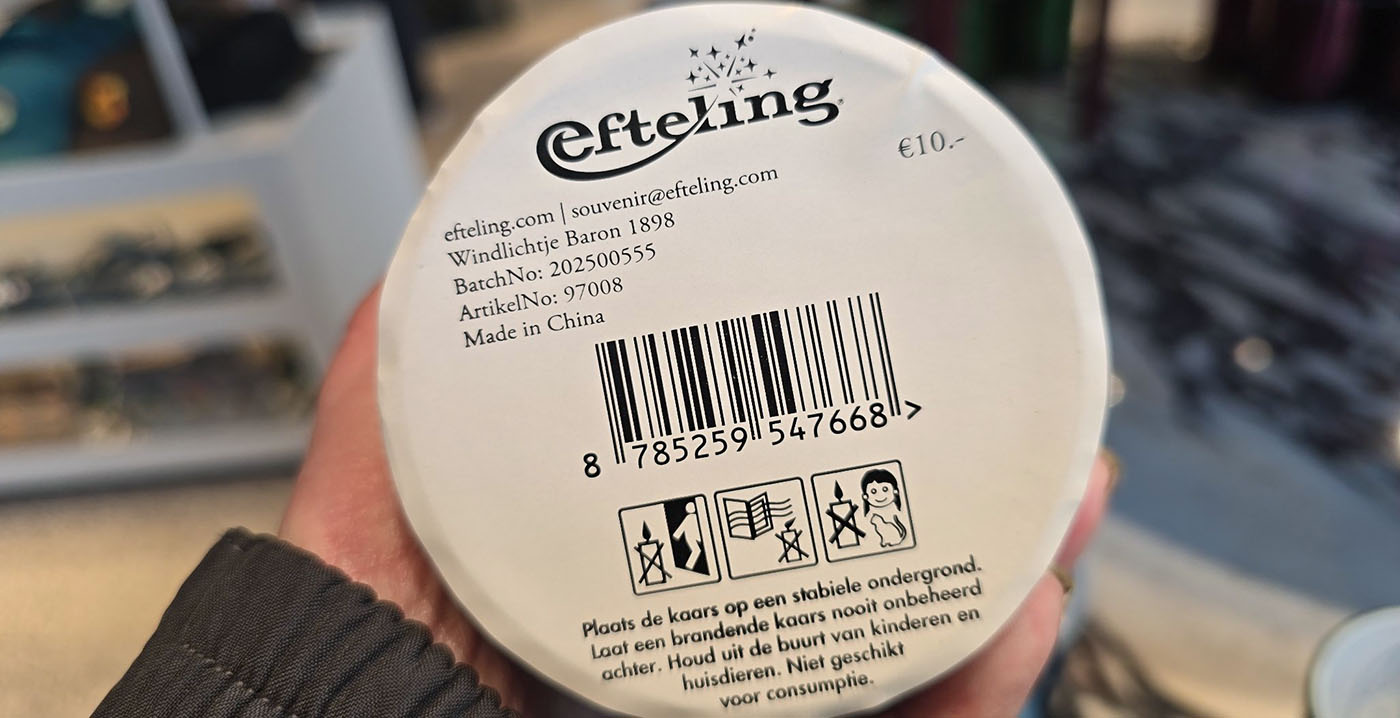 efteling
€10.-
efteling.com | souvenir@efteling.com
Windlichtje Baron 1898
BatchNo: 202500555
ArtikelNo: 97008
Made in China
8 785259 547668 >
Plaats de kaars op een stabiele ondergrond.
Laat een brandende kaars nooit onbeheerd
achter. Houd uit de buurt van kinderen en
huisdieren. Niet geschikt
voor consumptie.